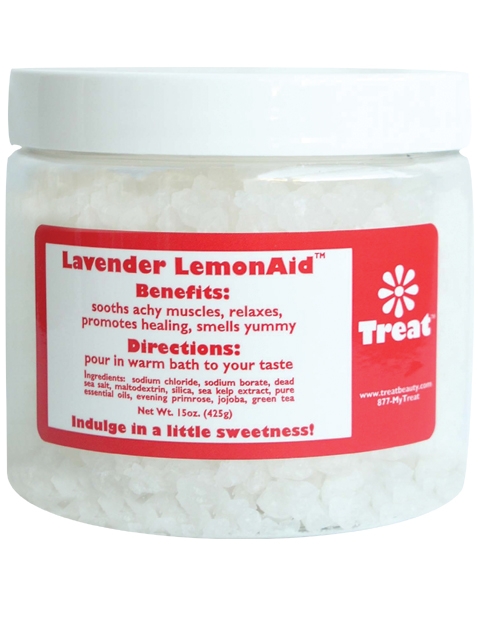 Lavender LemonAid™
Benefits:
sooths achy muscles, relaxes,
promotes healing, smells yummy
Directions:
pour in warm bath to your taste
Ingredients: sodium chloride, sodium borate, dead
sea salt, maltodextrin, silica, sea kelp extract, pure
essential oils, evening primrose, jojoba, green tea
Net Wt. 15oz. (425g)
Indulge in a little sweetness!
Treat™
www.treatbeauty.com
877-MyTreat